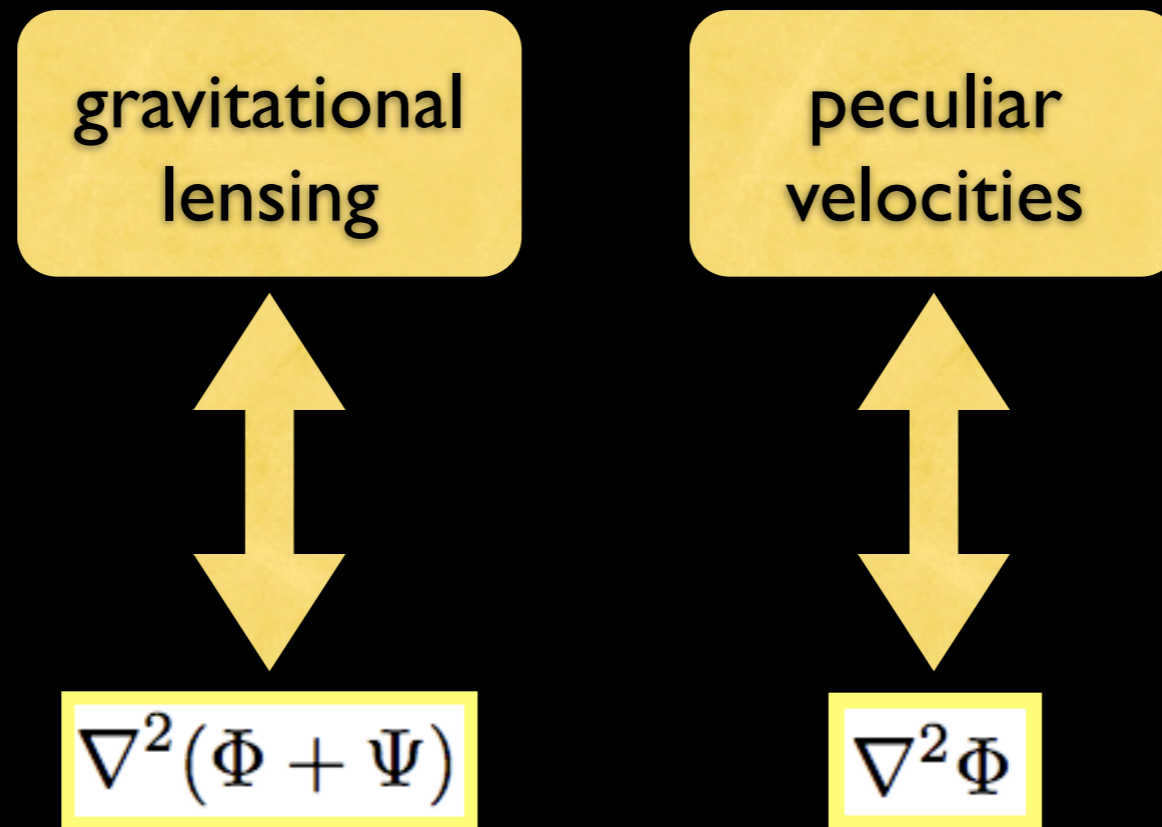 gravitational
lensing
peculiar
velocities
∇²(Φ + Ψ)
∇²Φ